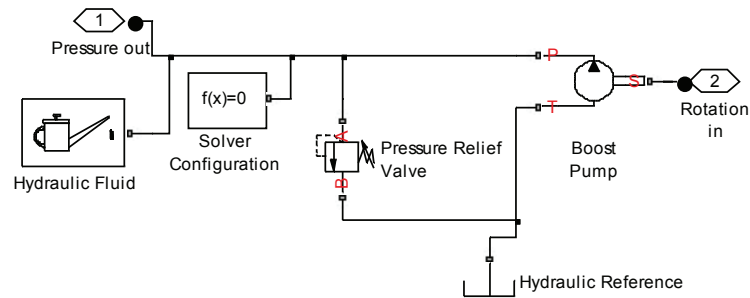 1
Pressure out
Hydraulic Fluid
f(x)=0
Solver
Configuration
A
B
Pressure Relief
Valve
P
T
S
Boost
Pump
2
Rotation
in
Hydraulic Reference